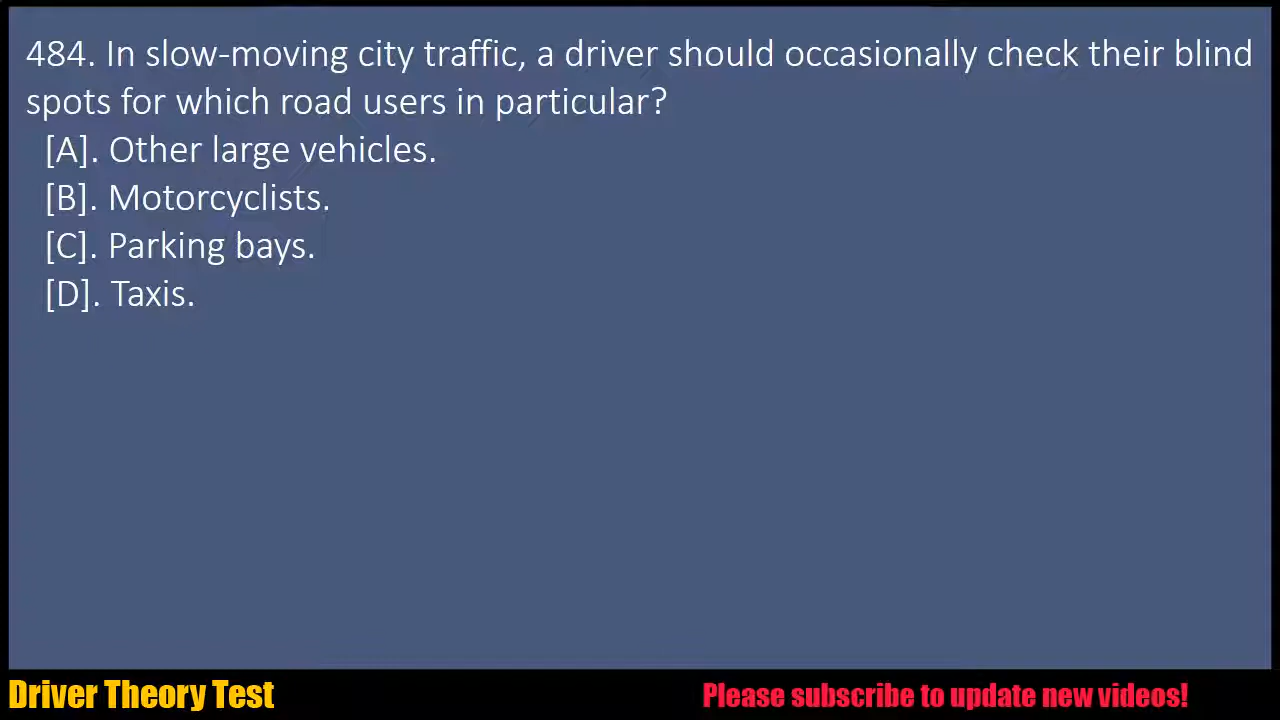 484. In slow-moving city traffic, a driver should occasionally check their blind
spots for which road users in particular?
[A]. Other large vehicles.
[B]. Motorcyclists.
[C]. Parking bays.
[D]. Taxis.
Driver Theory Test
Please subscribe to update new videos!